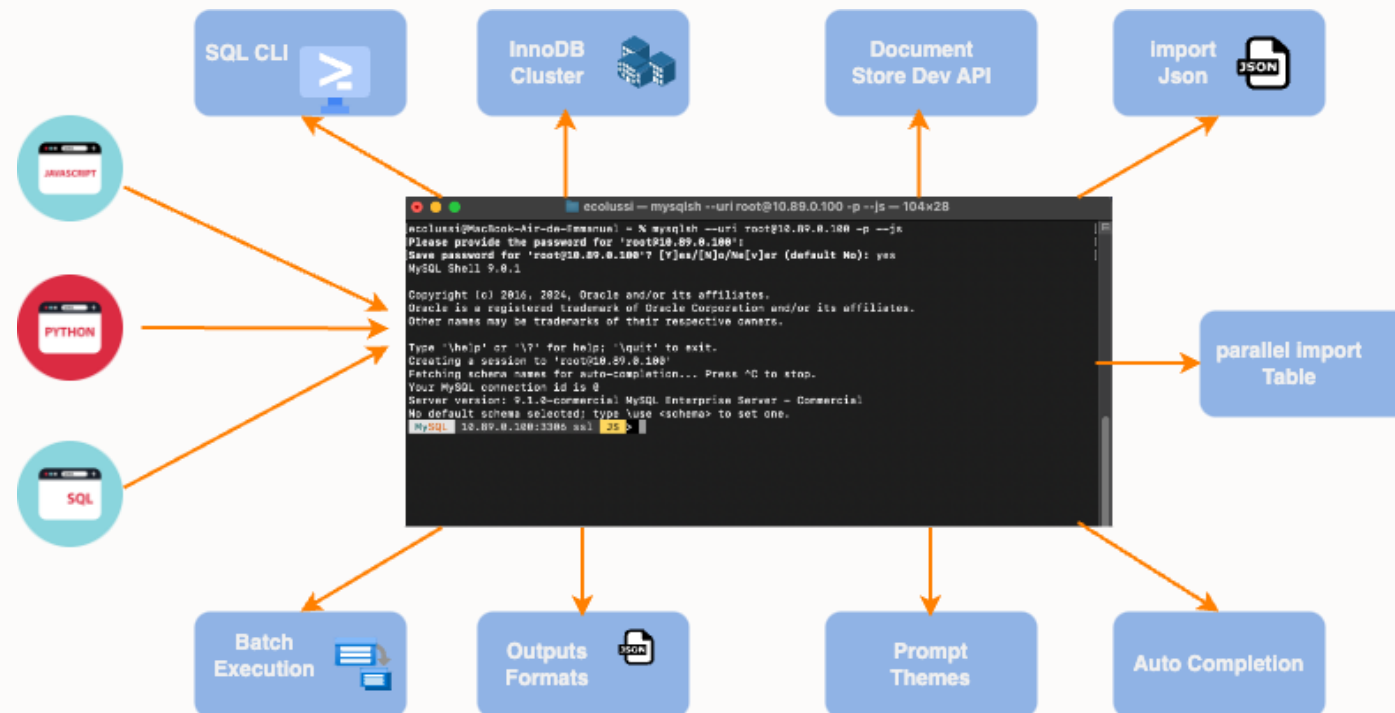 SQL CLI
InnoDB
Cluster
Document
Store Dev API
import
Json
JSON
JAVASCRIPT
PYTHON
SQL
ecolussi — mysqlsh --uri root@10.89.0.100 -p --js — 104×28
ecolussi@MacBook-Air-de-Emmanuel ~ % mysqlsh --uri root@10.89.0.100 -p --js
Please provide the password for 'root@10.89.0.100':
Save password for 'root@10.89.0.100'? [Y]es/[N]o/Ne[v]er (default No): yes
MySQL Shell 9.0.1
Copyright (c) 2016, 2024, Oracle and/or its affiliates.
Oracle is a registered trademark of Oracle Corporation and/or its affiliates.
Other names may be trademarks of their respective owners.
Type '\help' or '\?' for help; '\quit' to exit.
Creating a session to 'root@10.89.0.100'
Fetching schema names for auto-completion... Press ^C to stop.
Your MySQL connection id is 0
Server version: 9.1.0-commercial MySQL Enterprise Server - Commercial
No default schema selected; type \use <schema> to set one.
MySQL 10.89.0.100:3306 ssl JS >
parallel import
Table
Batch
Execution
Outputs
Formats
JSON
Prompt
Themes
Auto Completion